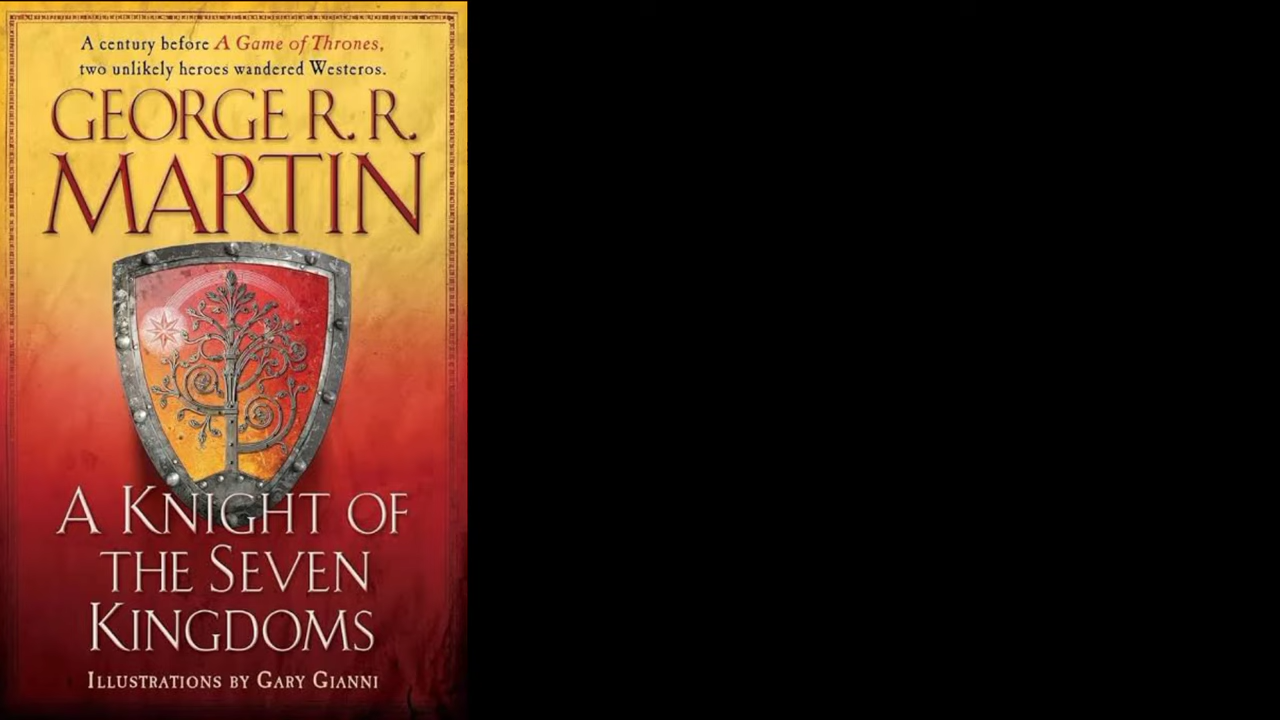 A century before A Game of Thrones,
two unlikely heroes wandered Westeros.
GEORGE R. R.
MARTIN
A KNIGHT OF
THE SEVEN
KINGDOMS
ILLUSTRATIONS BY GARY GIANNI